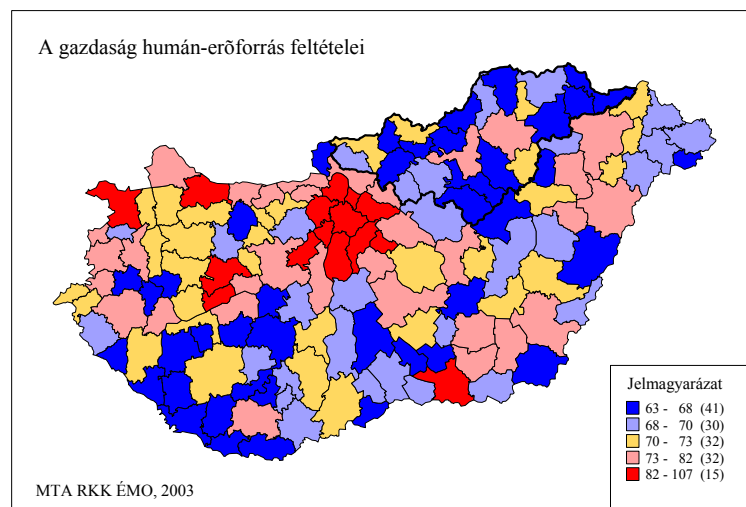 A gazdaság humán-erõforrás feltételei
Jelmagyarázat
63 - 68 (41)
68 - 70 (30)
70 - 73 (32)
73 - 82 (32)
82 - 107 (15)
MTA RKK ÉMO, 2003